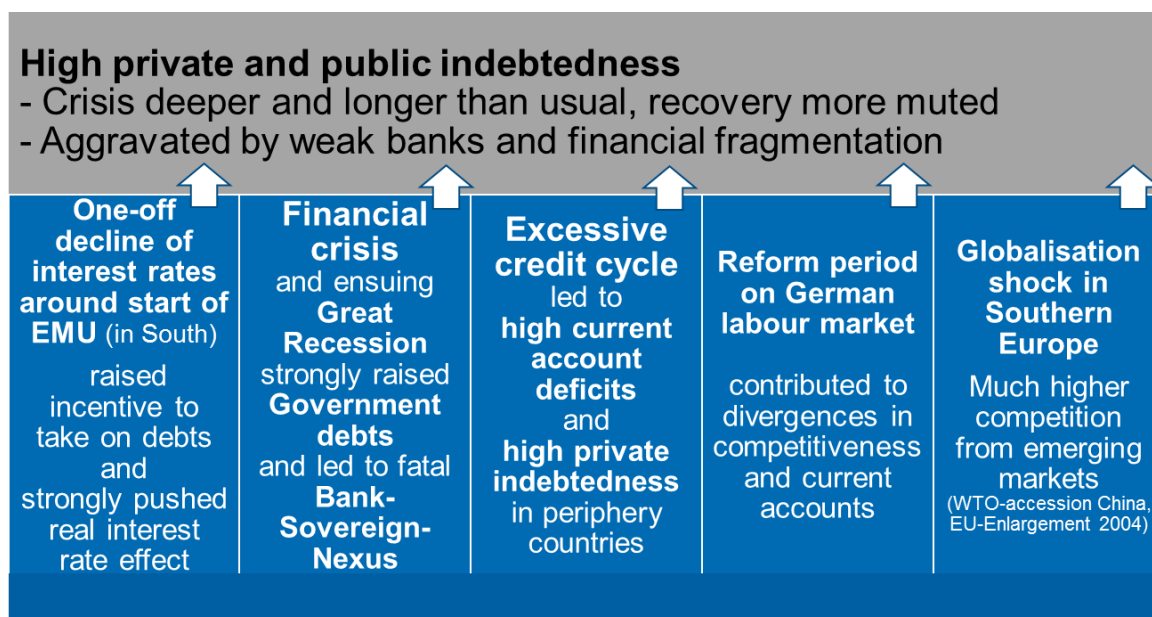 High private and public indebtedness
- Crisis deeper and longer than usual, recovery more muted
- Aggravated by weak banks and financial fragmentation
One-off
decline of
interest rates
around start of
EMU (in South)
raised
incentive to
take on debts
and
strongly pushed
real interest
rate effect
Financial
crisis
and ensuing
Great
Recession
strongly raised
Government
debts
and led to fatal
Bank-
Sovereign-
Nexus
Excessive
credit cycle
led to
high current
account
deficits
and
high private
indebtedness
in periphery
countries
Reform period
on German
labour market
contributed to
divergences in
competitiveness
and current
accounts
Globalisation
shock in
Southern
Europe
Much higher
competition
from emerging
markets
(WTO-accession China,
EU-Enlargement 2004)